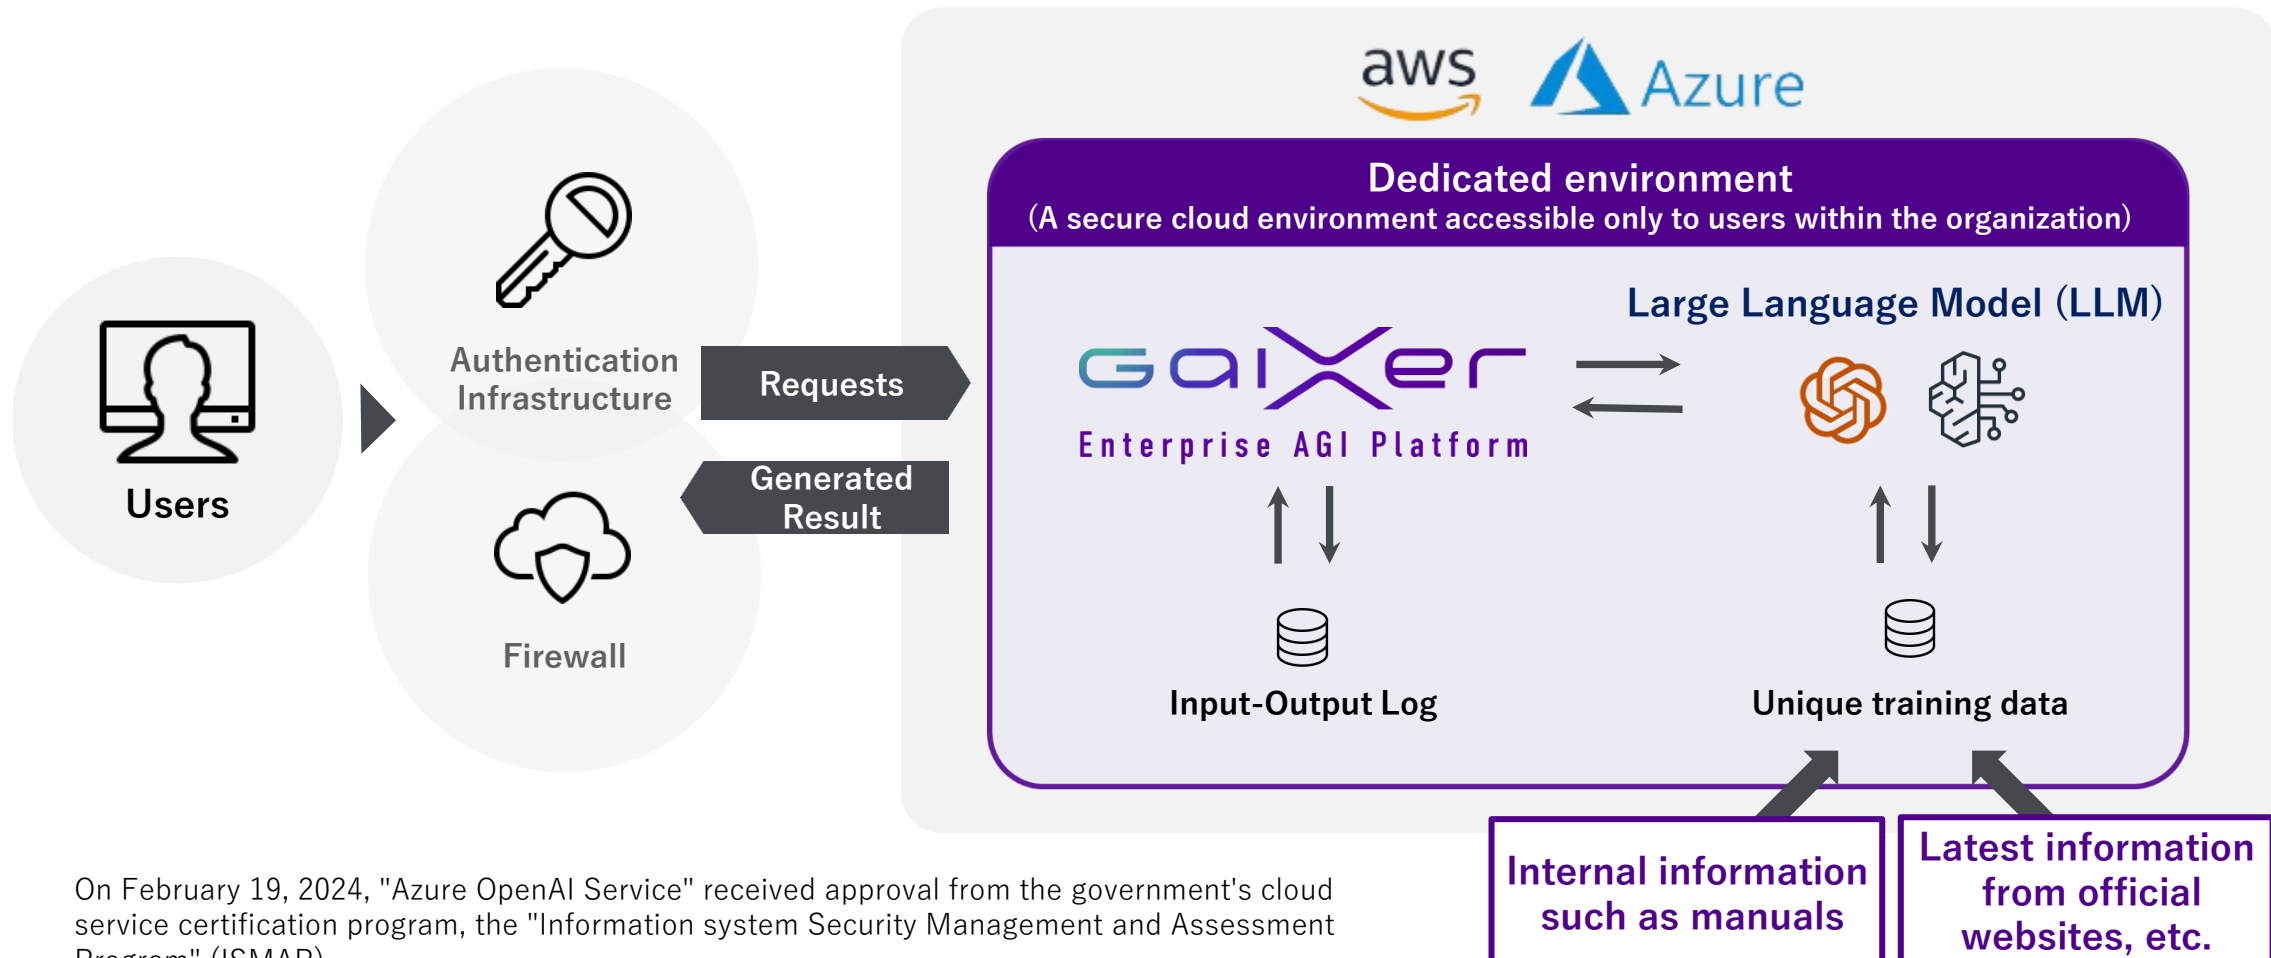 aws
Azure
Dedicated environment
(A secure cloud environment accessible only to users within the organization)
Large Language Model (LLM)
GaiXer
Enterprise AGI Platform
Authentication
Infrastructure
Requests
Generated
Result
Users
Firewall
Input-Output Log
Unique training data
Internal information
such as manuals
Latest information
from official
websites, etc.
On February 19, 2024, "Azure OpenAI Service" received approval from the government's cloud
service certification program, the "Information system Security Management and Assessment
Program" (ISMAP)